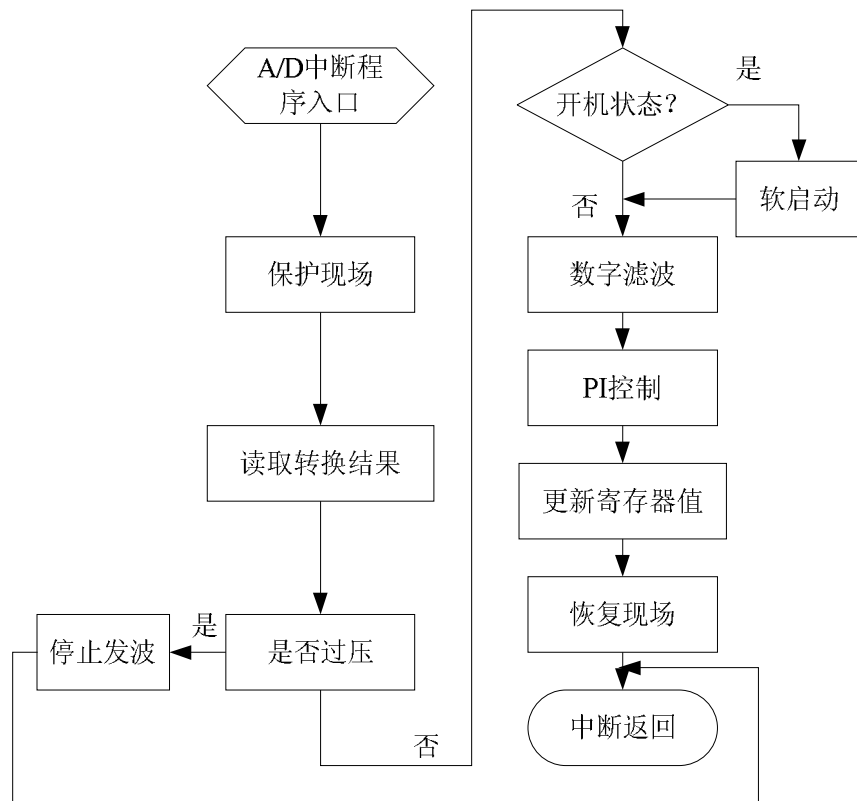 A/D中断程
序入口
保护现场
读取转换结果
是否过压
是
停止发波
否
开机状态？
是
软启动
否
数字滤波
PI控制
更新寄存器值
恢复现场
中断返回